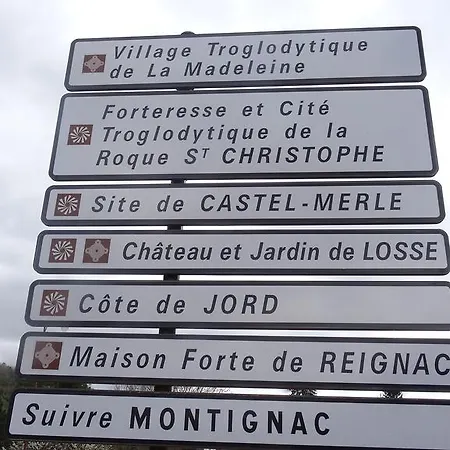 Village Troglodytique
de La Madeleine
Forteresse et Cité
Troglodytique de la
Roque Sᵀ CHRISTOPHE
Site de CASTEL-MERLE
Château et Jardin de LOSSE
Côte de JORD
Maison Forte de REIGNAC
Suivre MONTIGNAC